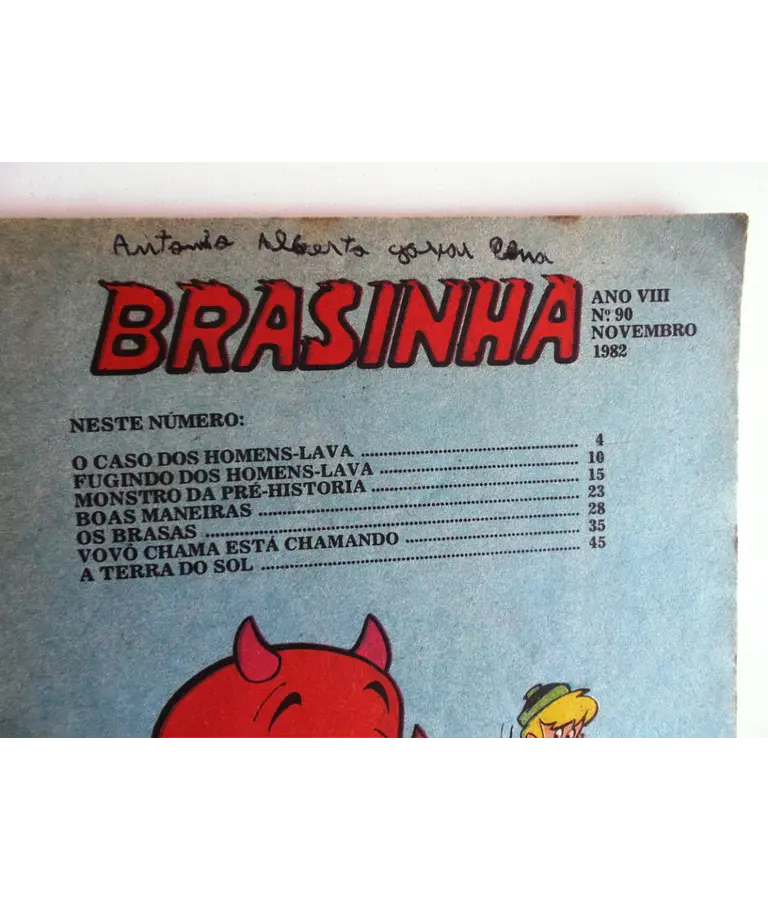 Antonio Alberto
BRASINHA
ANO VIII
Nº 90
NOVEMBRO
1982
NESTE NÚMERO:
O CASO DOS HOMENS-LAVA 4
FUGINDO DOS HOMENS-LAVA 10
MONSTRO DA PRÉ-HISTORIA 15
BOAS MANEIRAS 23
OS BRASAS 28
VOVÔ CHAMA ESTÁ CHAMANDO 35
A TERRA DO SOL 45